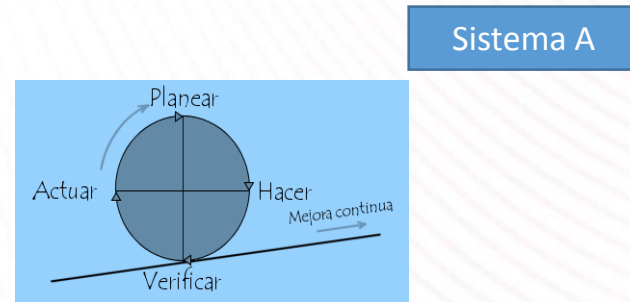 Sistema A
Planear
Actuar
Hacer
Mejora continua
Verificar